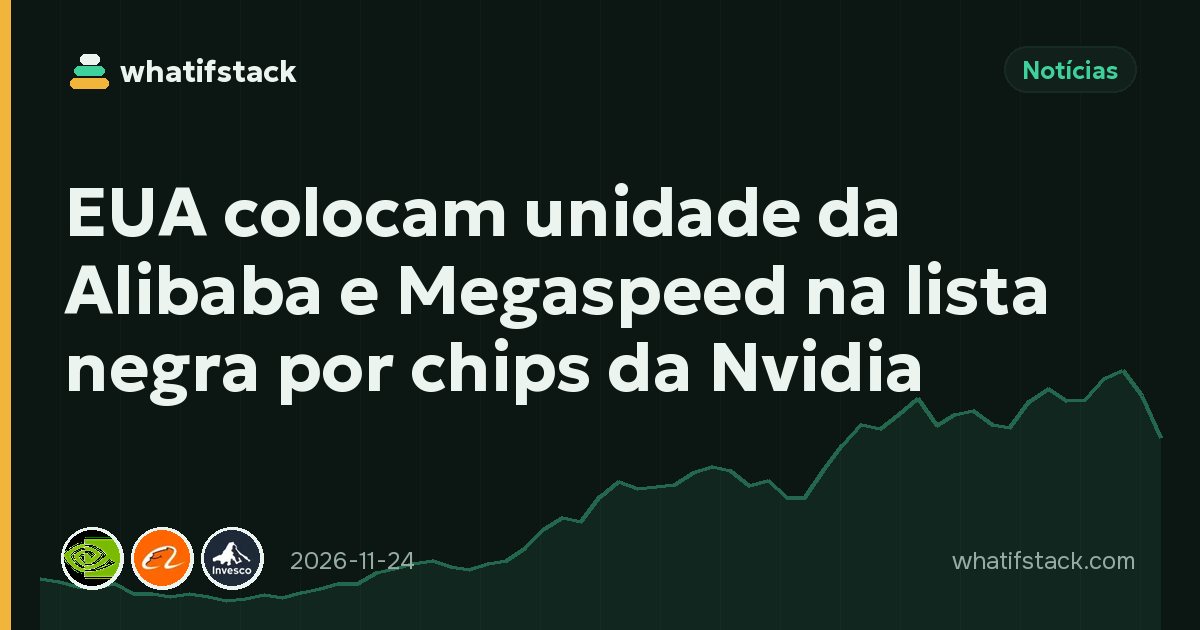 whatifstack
Notícias
EUA colocam unidade da
Alibaba e Megaspeed na lista
negra por chips da Nvidia
Invesco
2026-11-24
whatifstack.com